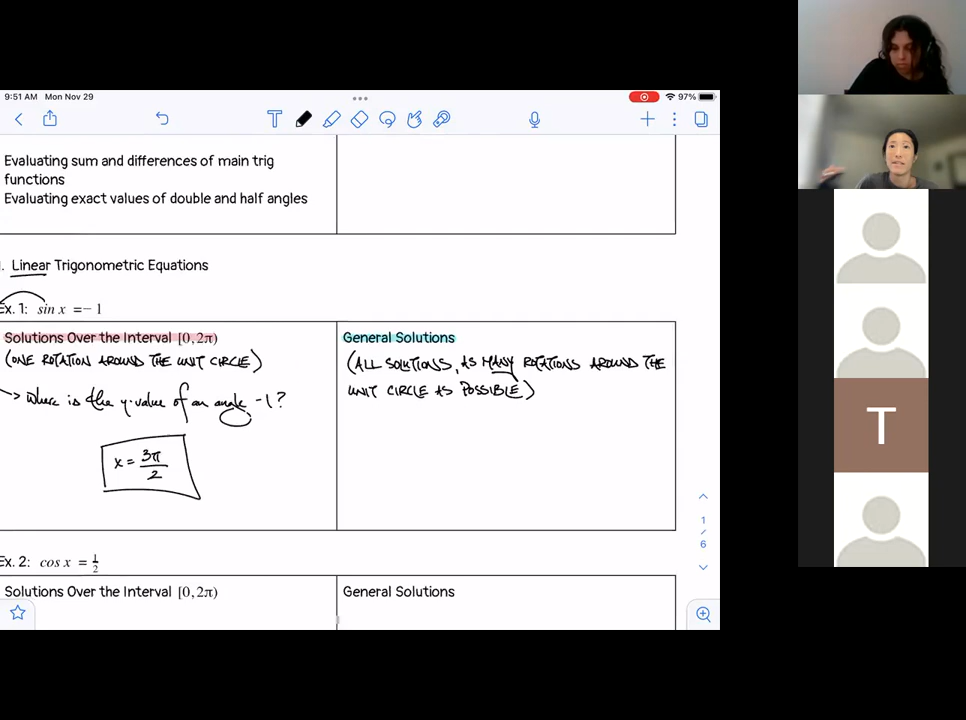 9:51 AM Mon Nov 29
97%
Evaluating sum and differences of main trig
functions
Evaluating exact values of double and half angles
. Linear Trigonometric Equations
Ex. 1: sin x = - 1
Solutions Over the Interval [0, 2π)
(ONE ROTATION AROUND THE UNIT CIRCLE)
-> Where is the y-value of an angle -1?
x = 3π/2
General Solutions
(ALL SOLUTIONS, AS MANY ROTATIONS AROUND THE
UNIT CIRCLE AS POSSIBLE)
1
/
6
Ex. 2: cos x = 1/2
Solutions Over the Interval [0, 2π)
General Solutions
T